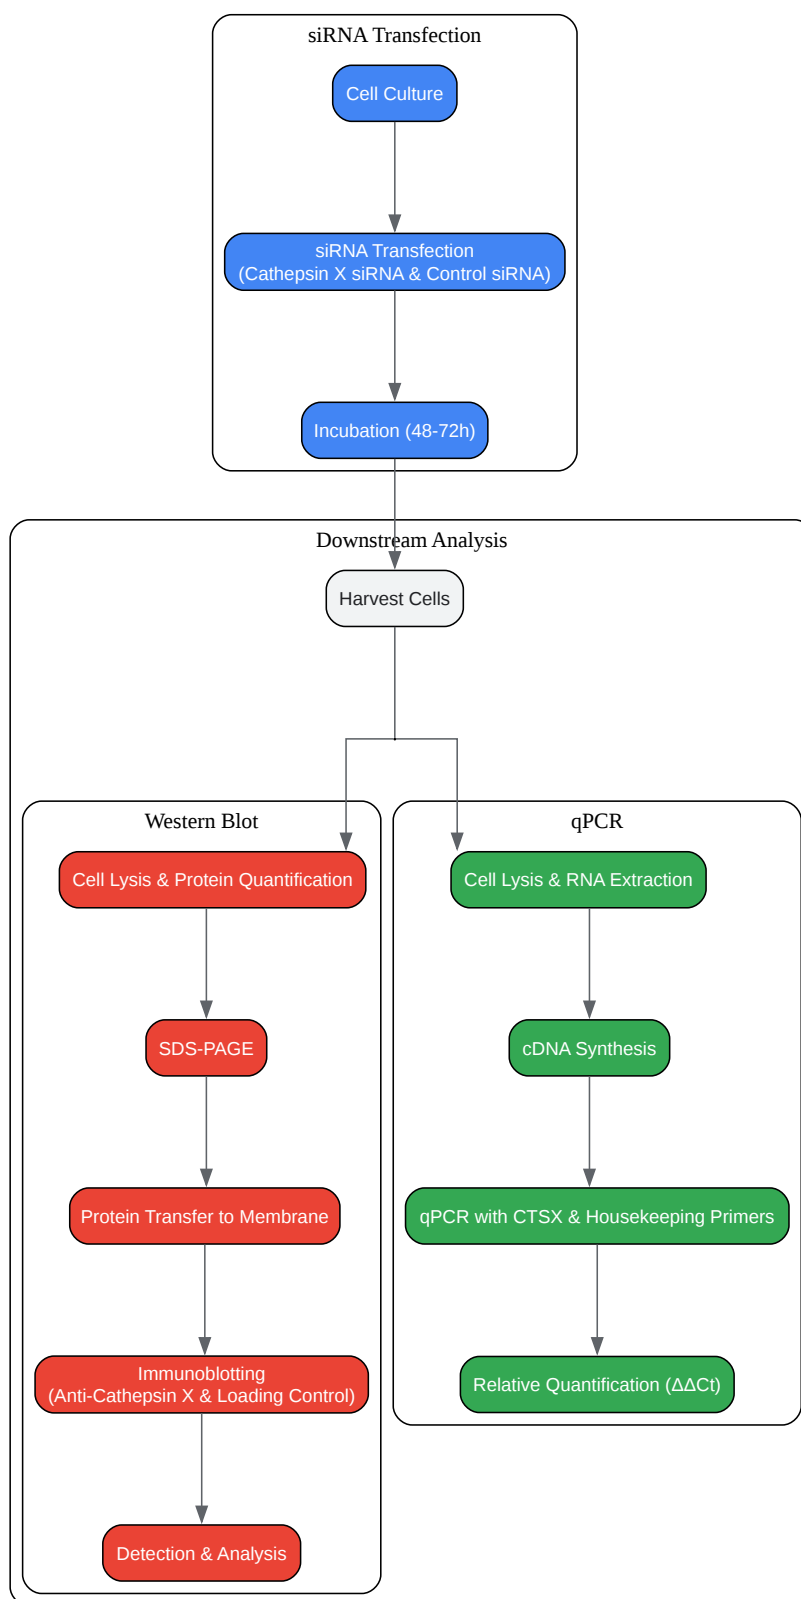 siRNA Transfection
Cell Culture
siRNA Transfection
(Cathepsin X siRNA & Control siRNA)
Incubation (48-72h)
Downstream Analysis
Harvest Cells
Western Blot
Cell Lysis & Protein Quantification
SDS-PAGE
Protein Transfer to Membrane
Immunoblotting
(Anti-Cathepsin X & Loading Control)
Detection & Analysis
qPCR
Cell Lysis & RNA Extraction
cDNA Synthesis
qPCR with CTSX & Housekeeping Primers
Relative Quantification (ΔΔCt)